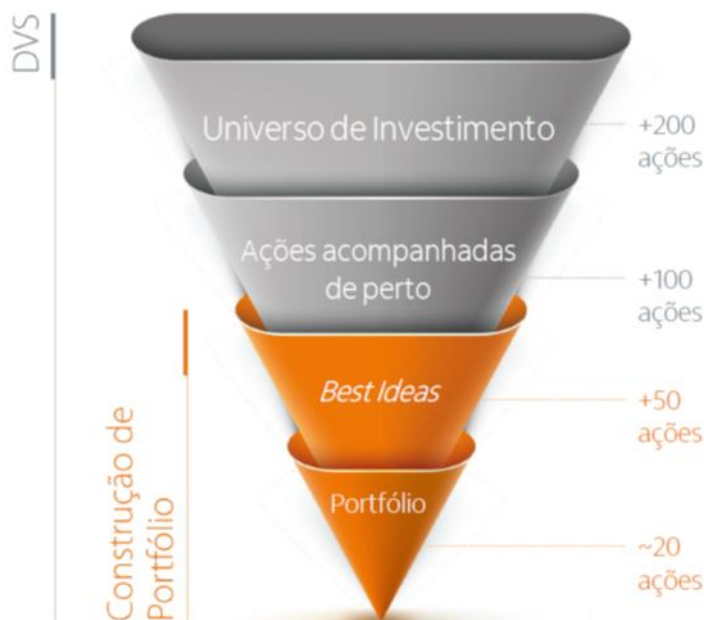 DVS
Universo de Investimento
+200
ações
Ações acompanhadas
de perto
+100
ações
Best Ideas
+50
ações
Construção de
Portfólio
Portfólio
~20
ações